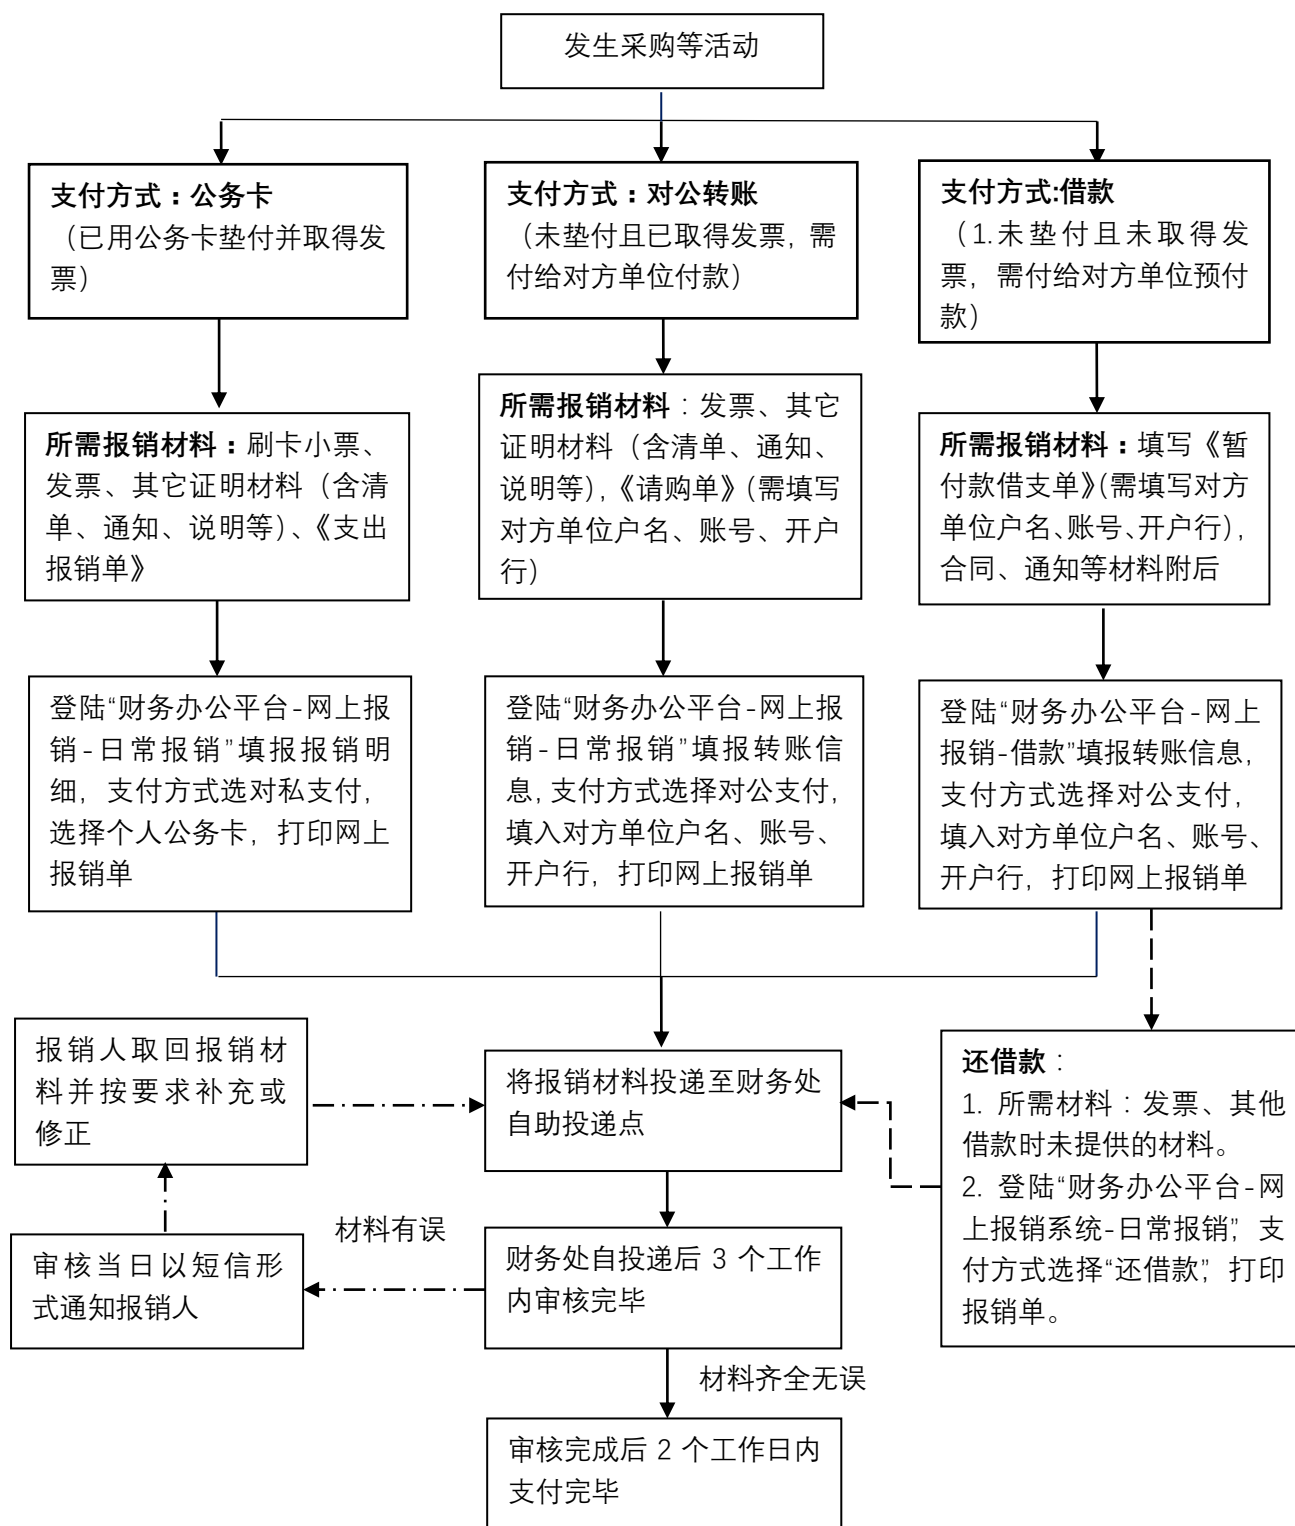 发生采购等活动
支付方式：公务卡
（已用公务卡垫付并取得发
票）
支付方式：对公转账
（未垫付且已取得发票，需
付给对方单位付款）
支付方式:借款
（1.未垫付且未取得发
票，需付给对方单位预付
款）
所需报销材料：刷卡小票、
发票、其它证明材料（含清
单、通知、说明等）、《支出
报销单》
所需报销材料：发票、其它
证明材料（含清单、通知、
说明等），《请购单》（需填写
对方单位户名、账号、开户
行）
所需报销材料：填写《暂
付款借支单》（需填写对方
单位户名、账号、开户行），
合同、通知等材料附后
登陆“财务办公平台-网上报
销-日常报销”填报报销明
细，支付方式选对私支付，
选择个人公务卡，打印网上
报销单
登陆“财务办公平台-网上报
销-日常报销”填报转账信
息，支付方式选择对公支付，
填入对方单位户名、账号、
开户行，打印网上报销单
登陆“财务办公平台-网上
报销-借款”填报转账信息，
支付方式选择对公支付，
填入对方单位户名、账号、
开户行，打印网上报销单
报销人取回报销材
料并按要求补充或
修正
将报销材料投递至财务处
自助投递点
还借款：
1. 所需材料：发票、其他
借款时未提供的材料。
2. 登陆“财务办公平台-网
上报销系统-日常报销”，支
付方式选择“还借款”，打印
报销单。
材料有误
审核当日以短信形
式通知报销人
财务处自投递后 3 个工作
内审核完毕
材料齐全无误
审核完成后 2 个工作日内
支付完毕